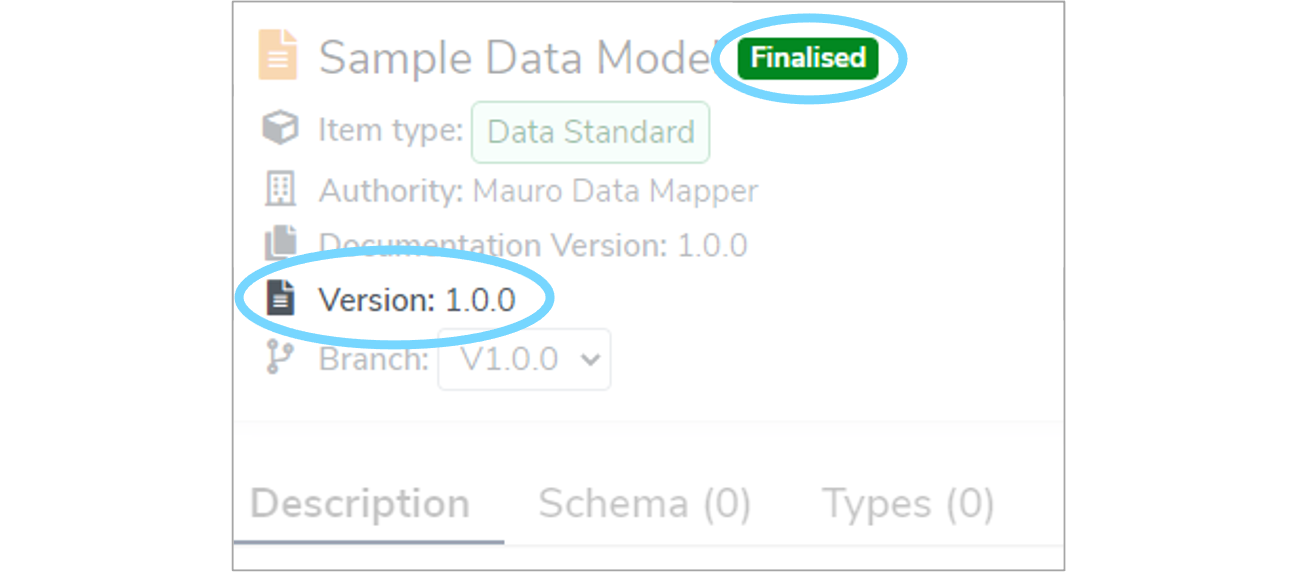 Sample Data Model Finalised
Item type: Data Standard
Authority: Mauro Data Mapper
Documentation Version: 1.0.0
Version: 1.0.0
Branch: V1.0.0
Description Schema (0) Types (0)